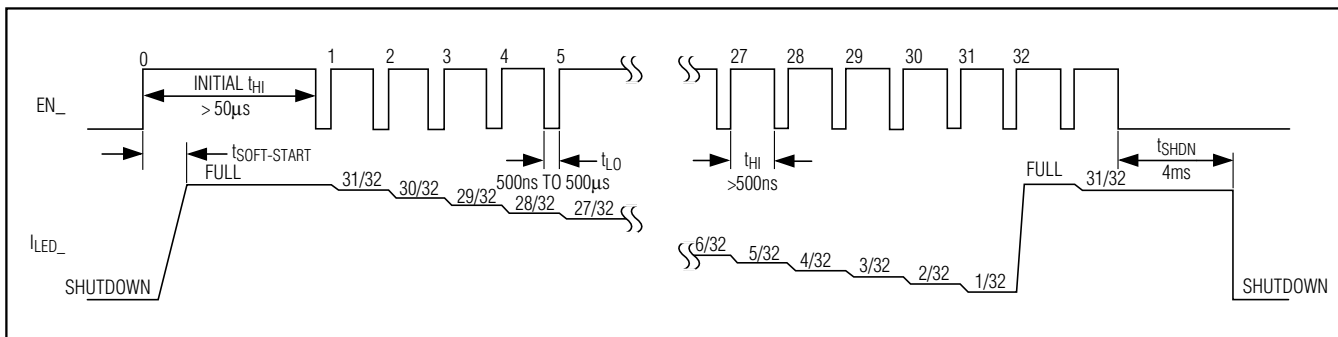 0 1 2 3 4 5 27 28 29 30 31 32
INITIAL tHI
> 50μs
EN_
tSOFT-START
tLO
500ns TO 500μs
tHI
>500ns
tSHDN
4ms
FULL
31/32
30/32
29/32
28/32
27/32
ILED_
SHUTDOWN
6/32
5/32
4/32
3/32
2/32
1/32
FULL
31/32
SHUTDOWN